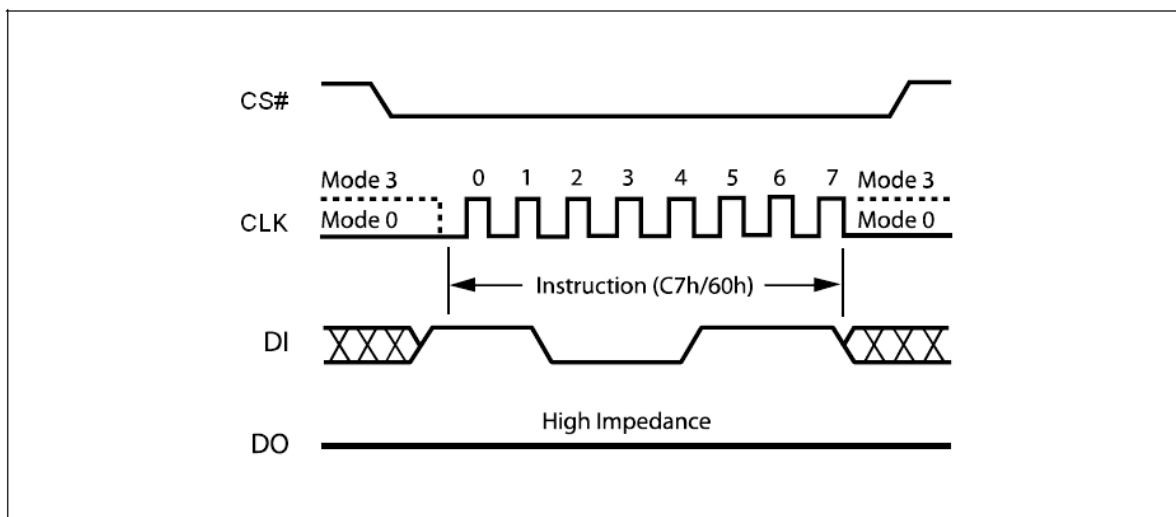 CS#
Mode 3 0 1 2 3 4 5 6 7 Mode 3
CLK Mode 0 Mode 0
Instruction (C7h/60h)
DI
High Impedance
DO